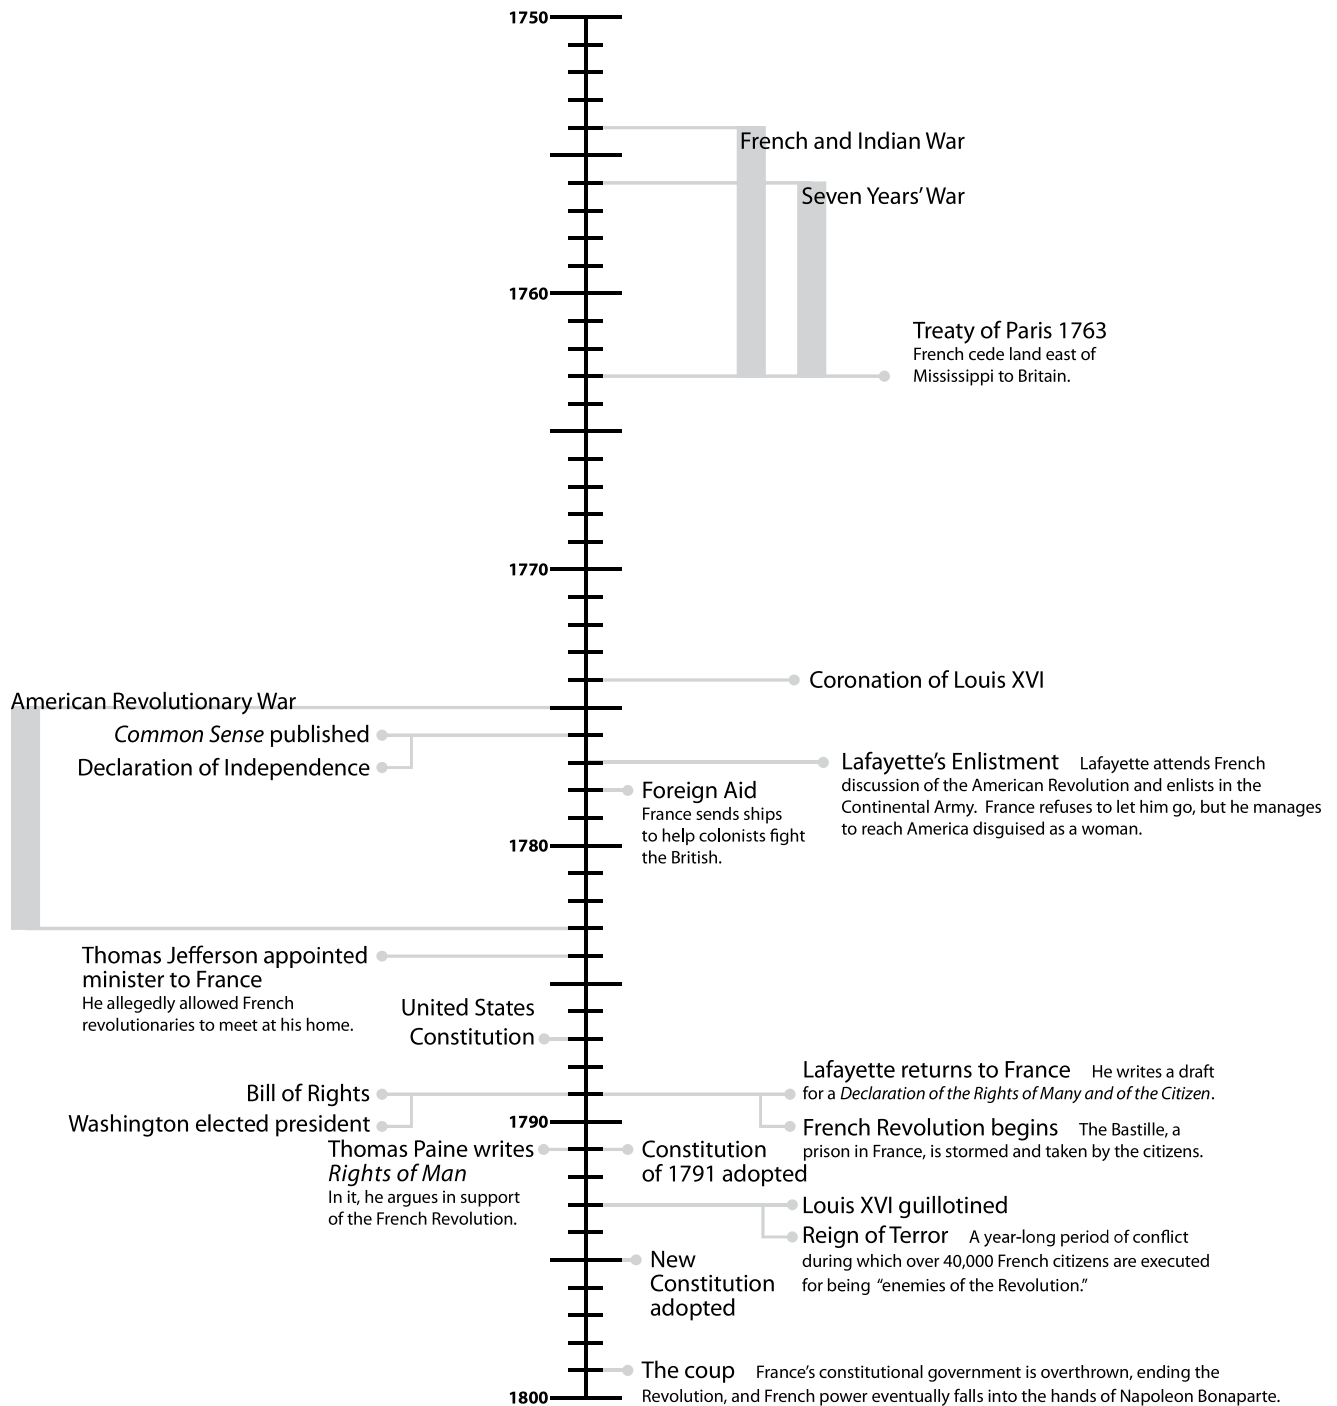 1750
French and Indian War
Seven Years’ War
1760
Treaty of Paris 1763
French cede land east of
Mississippi to Britain.
1770
Coronation of Louis XVI
American Revolutionary War
Common Sense published
Declaration of Independence
Lafayette’s Enlistment Lafayette attends French
discussion of the American Revolution and enlists in the
Continental Army. France refuses to let him go, but he manages
to reach America disguised as a woman.
Foreign Aid
France sends ships
to help colonists fight
the British.
1780
Thomas Jefferson appointed
minister to France
He allegedly allowed French
revolutionaries to meet at his home.
United States
Constitution
Lafayette returns to France He writes a draft
for a Declaration of the Rights of Many and of the Citizen.
Bill of Rights
Washington elected president
1790
French Revolution begins The Bastille, a
prison in France, is stormed and taken by the citizens.
Thomas Paine writes
Rights of Man
In it, he argues in support
of the French Revolution.
Constitution
of 1791 adopted
Louis XVI guillotined
Reign of Terror A year-long period of conflict
during which over 40,000 French citizens are executed
for being “enemies of the Revolution.”
New
Constitution
adopted
The coup France’s constitutional government is overthrown, ending the
Revolution, and French power eventually falls into the hands of Napoleon Bonaparte.
1800